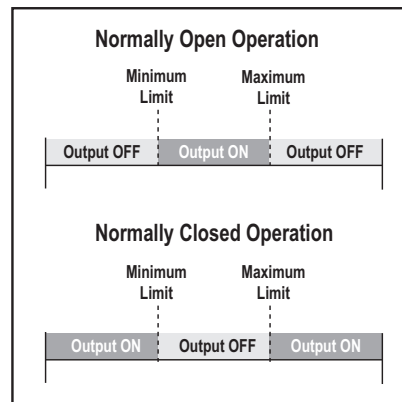 Normally Open Operation
Minimum Maximum
Limit Limit
Output OFF Output ON Output OFF
Normally Closed Operation
Minimum Maximum
Limit Limit
Output ON Output OFF Output ON